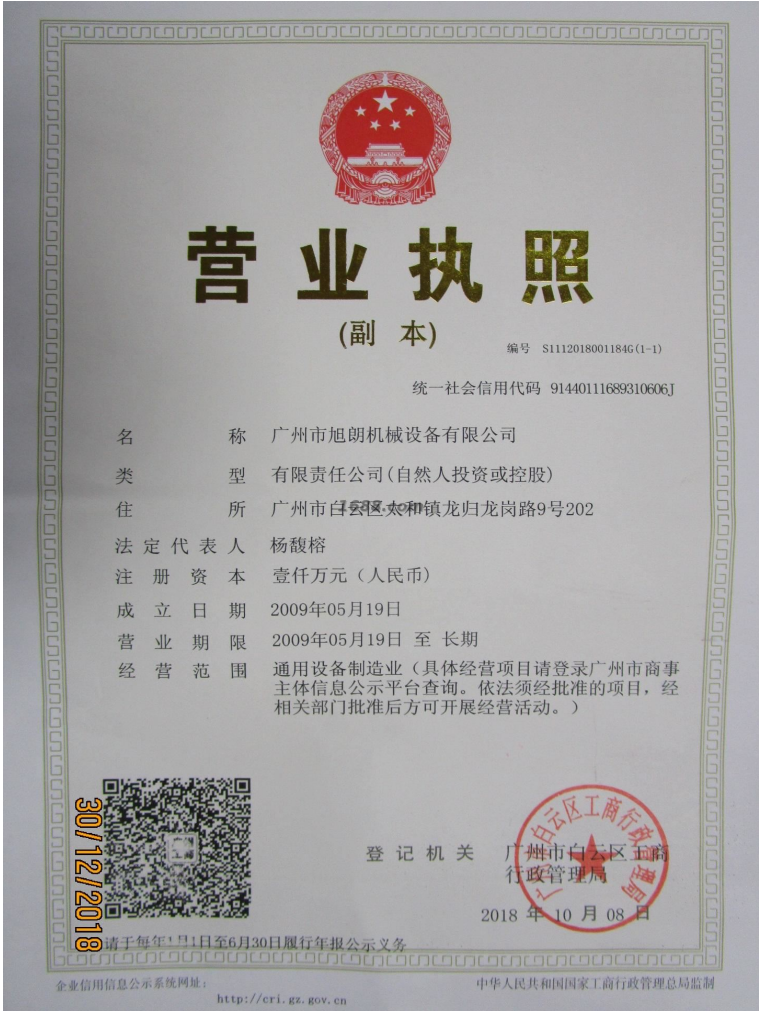 营业执照
(副 本)
编号 S1112018001184G(1-1)
统一社会信用代码 91440111689310606J
名 称 广州市旭朗机械设备有限公司
类 型 有限责任公司(自然人投资或控股)
住 所 广州市白云区太和镇龙归龙岗路9号202
1688.com
法定代表人 杨馥榕
注册资本 壹仟万元（人民币）
成立日期 2009年05月19日
营业期限 2009年05月19日 至 长期
经营范围 通用设备制造业（具体经营项目请登录广州市商事
主体信息公示平台查询。依法须经批准的项目，经
相关部门批准后方可开展经营活动。）
30/12/2018
登记机关 广州市白云区工商
行政管理局
广州市白云区工商行政管理局
2018 年 10 月 08 日
请于每年1月1日至6月30日履行年报公示义务
企业信用信息公示系统网址：
http://cri.gz.gov.cn
中华人民共和国国家工商行政管理总局监制